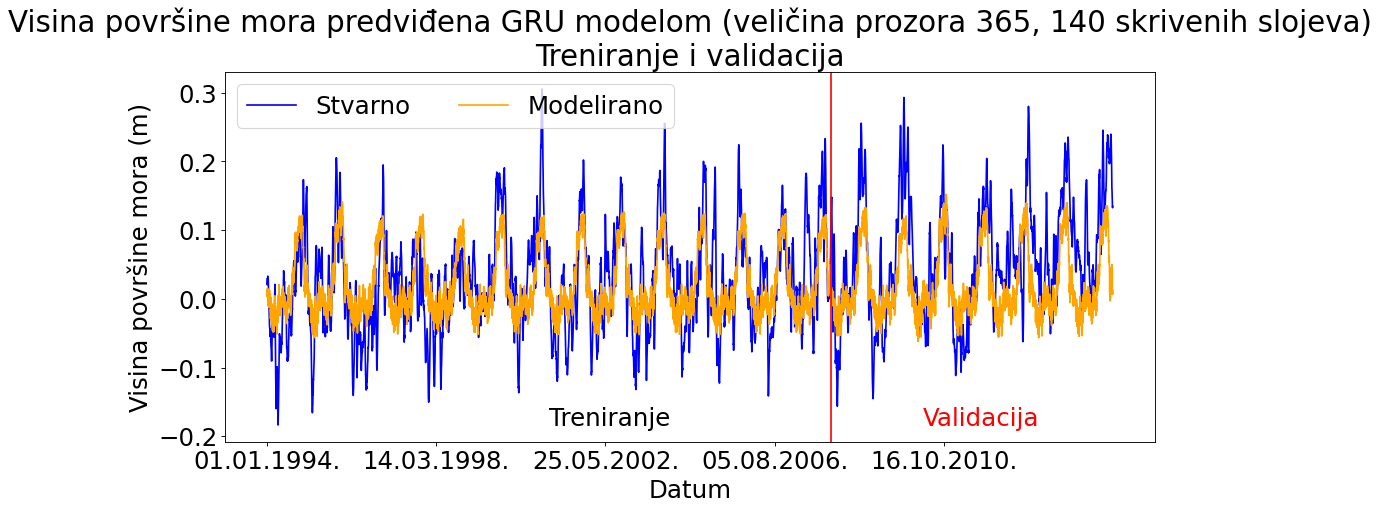 Visina površine mora predviđena GRU modelom (veličina prozora 365, 140 skrivenih slojeva)
Treniranje i validacija
Stvarno
Modelirano
Visina površine mora (m)
0.3
0.2
0.1
0.0
−0.1
−0.2
Treniranje
Validacija
01.01.1994.
14.03.1998.
25.05.2002.
05.08.2006.
16.10.2010.
Datum